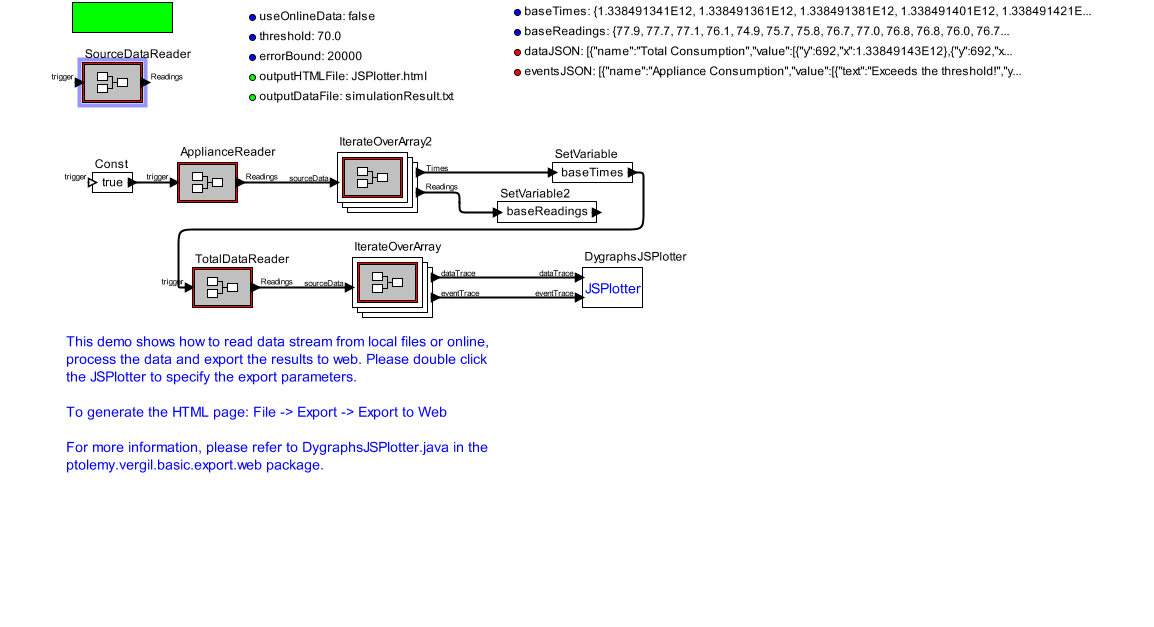 useOnlineData: false
threshold: 70.0
errorBound: 20000
outputHTMLFile: JSPlotter.html
outputDataFile: simulationResult.txt
baseTimes: {1.338491341E12, 1.338491361E12, 1.338491381E12, 1.338491401E12, 1.338491421E...
baseReadings: {77.9, 77.7, 77.1, 76.1, 74.9, 75.7, 75.8, 76.7, 77.0, 76.8, 76.8, 76.0, 76.7...
dataJSON: [{"name":"Total Consumption","value":[{"y":692,"x":1.33849143E12},{"y":692,"x...
eventsJSON: [{"name":"Appliance Consumption","value":[{"text":"Exceeds the threshold!","y...
SourceDataReader
trigger
Readings
Const
trigger
true
ApplianceReader
trigger
Readings
IterateOverArray2
sourceData
Times
Readings
SetVariable
baseTimes
SetVariable2
baseReadings
TotalDataReader
trigger
Readings
IterateOverArray
sourceData
dataTrace
eventTrace
DygraphsJSPlotter
dataTrace
eventTrace
JSPlotter
This demo shows how to read data stream from local files or online,
process the data and export the results to web. Please double click
the JSPlotter to specify the export parameters.
To generate the HTML page: File -> Export -> Export to Web
For more information, please refer to DygraphsJSPlotter.java in the
ptolemy.vergil.basic.export.web package.